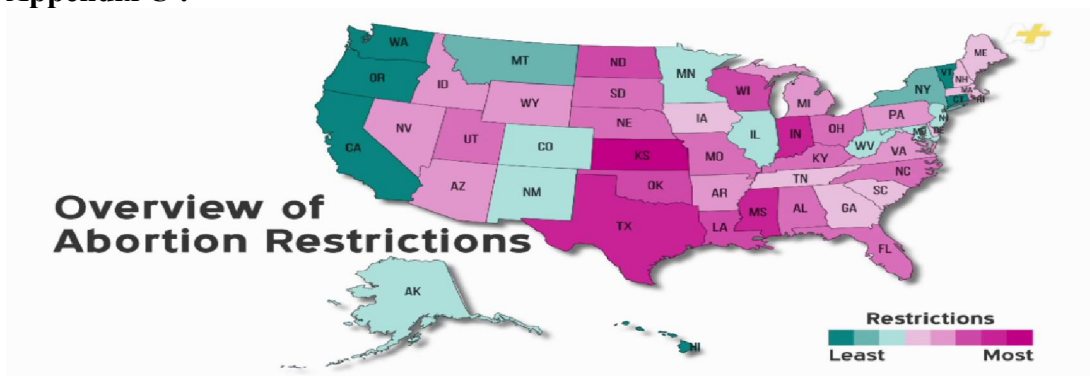 WA
OR
CA
ID
NV
MT
WY
UT
AZ
CO
NM
ND
SD
NE
KS
OK
TX
MN
IA
MO
AR
LA
WI
IL
MI
IN
OH
KY
TN
MS
AL
GA
FL
SC
NC
VA
WV
PA
NY
VT
NH
ME
MA
CT
RI
DE
Overview of
Abortion Restrictions
AK
HI
Restrictions
Least Most